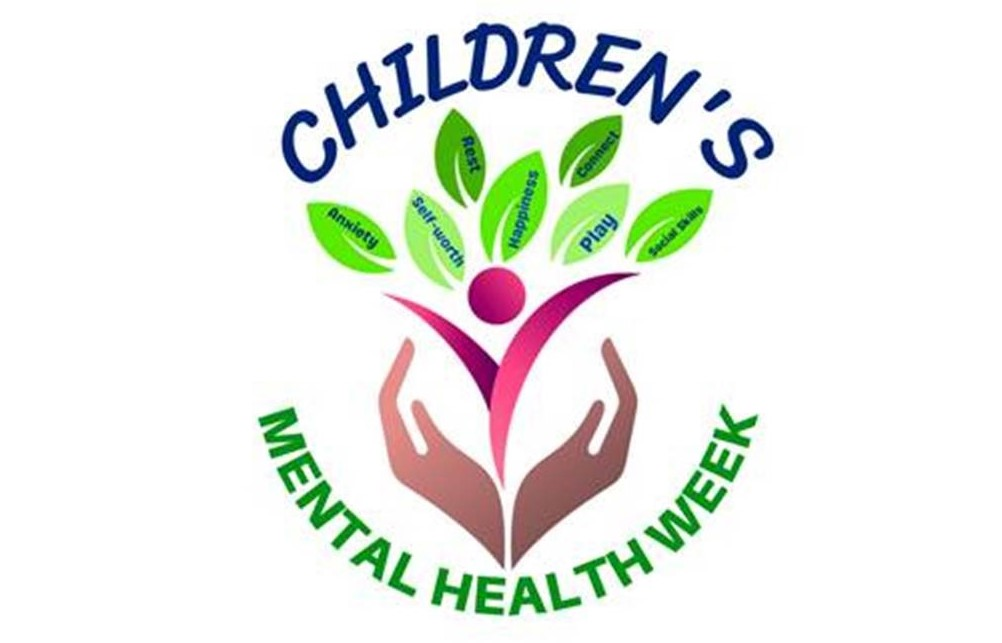 CHILDREN'S
Rest
Connect
Happiness
Anxiety
Self-worth
Play
Social Skills
MENTAL HEALTH WEEK